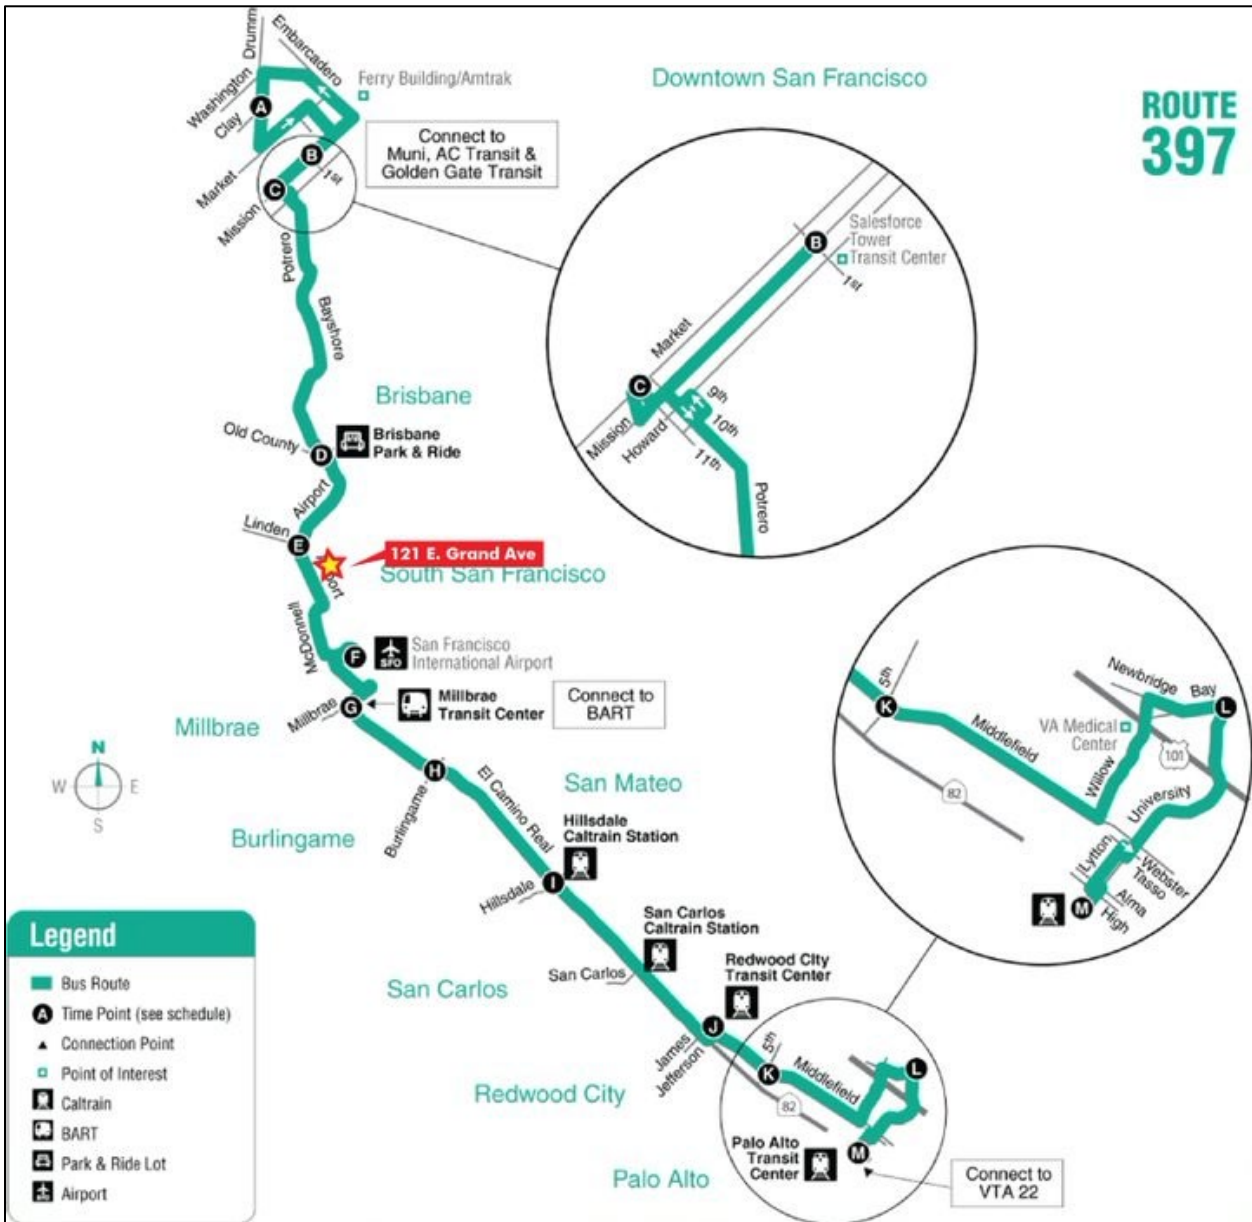 ROUTE
397
Downtown San Francisco
Drumm
Embarcadero
Washington
Clay
A
Ferry Building/Amtrak
Connect to
Muni, AC Transit &
Golden Gate Transit
Market
Mission
B
1st
C
Potrero
Bayshore
B
Salesforce
Tower
Transit Center
1st
Market
C
9th
10th
11th
Mission
Howard
Potrero
Brisbane
Old County
D
Brisbane
Park & Ride
Airport
Linden
E
121 E. Grand Ave
South San Francisco
McDonnell
F
SFO
San Francisco
International Airport
Millbrae
G
Millbrae
Transit Center
Connect to
BART
Millbrae
N
W
E
S
H
Burlingame
Burlingame
El Camino Real
San Mateo
Hillsdale
Caltrain Station
Hillsdale
I
San Carlos
Caltrain Station
San Carlos
San Carlos
Redwood City
Transit Center
J
James
Jefferson
5th
K
Middlefield
L
82
Redwood City
Palo Alto
Transit
Center
M
Palo Alto
Connect to
VTA 22
5th
K
Middlefield
82
Newbridge
Bay
L
VA Medical
Center
Willow
101
University
Lytton
Webster
Tasso
Alma
High
M
Legend
Bus Route
A Time Point (see schedule)
Connection Point
Point of Interest
Caltrain
BART
Park & Ride Lot
Airport